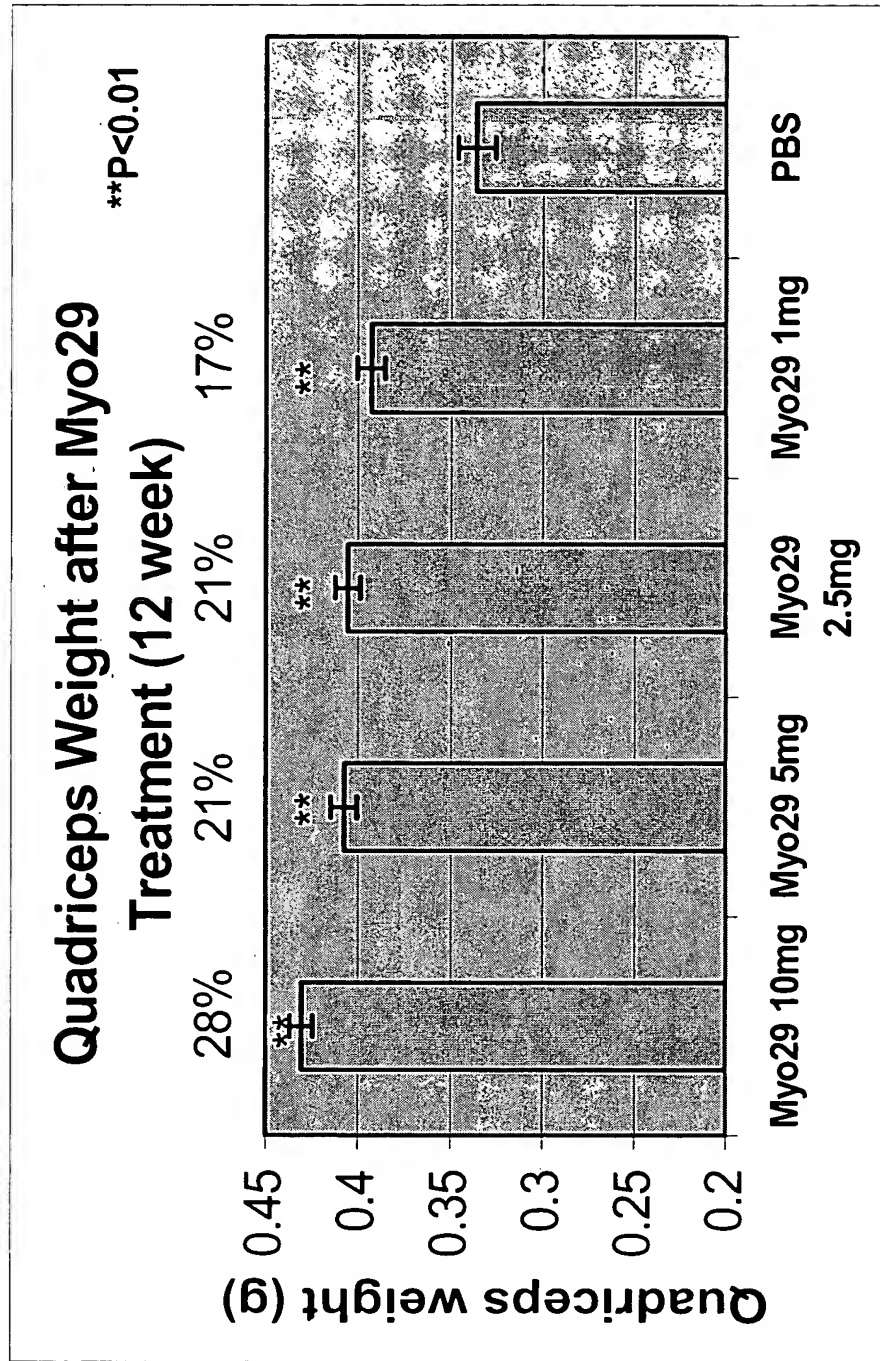 Quadriceps Weight after Myo29
Treatment (12 week)
**P<0.01
28%
21%
21%
17%
**
**
**
**
0.45
0.4
0.35
0.3
0.25
0.2
Quadriceps weight (g)
Myo29 10mg
Myo29 5mg
Myo29
2.5mg
Myo29 1mg
PBS